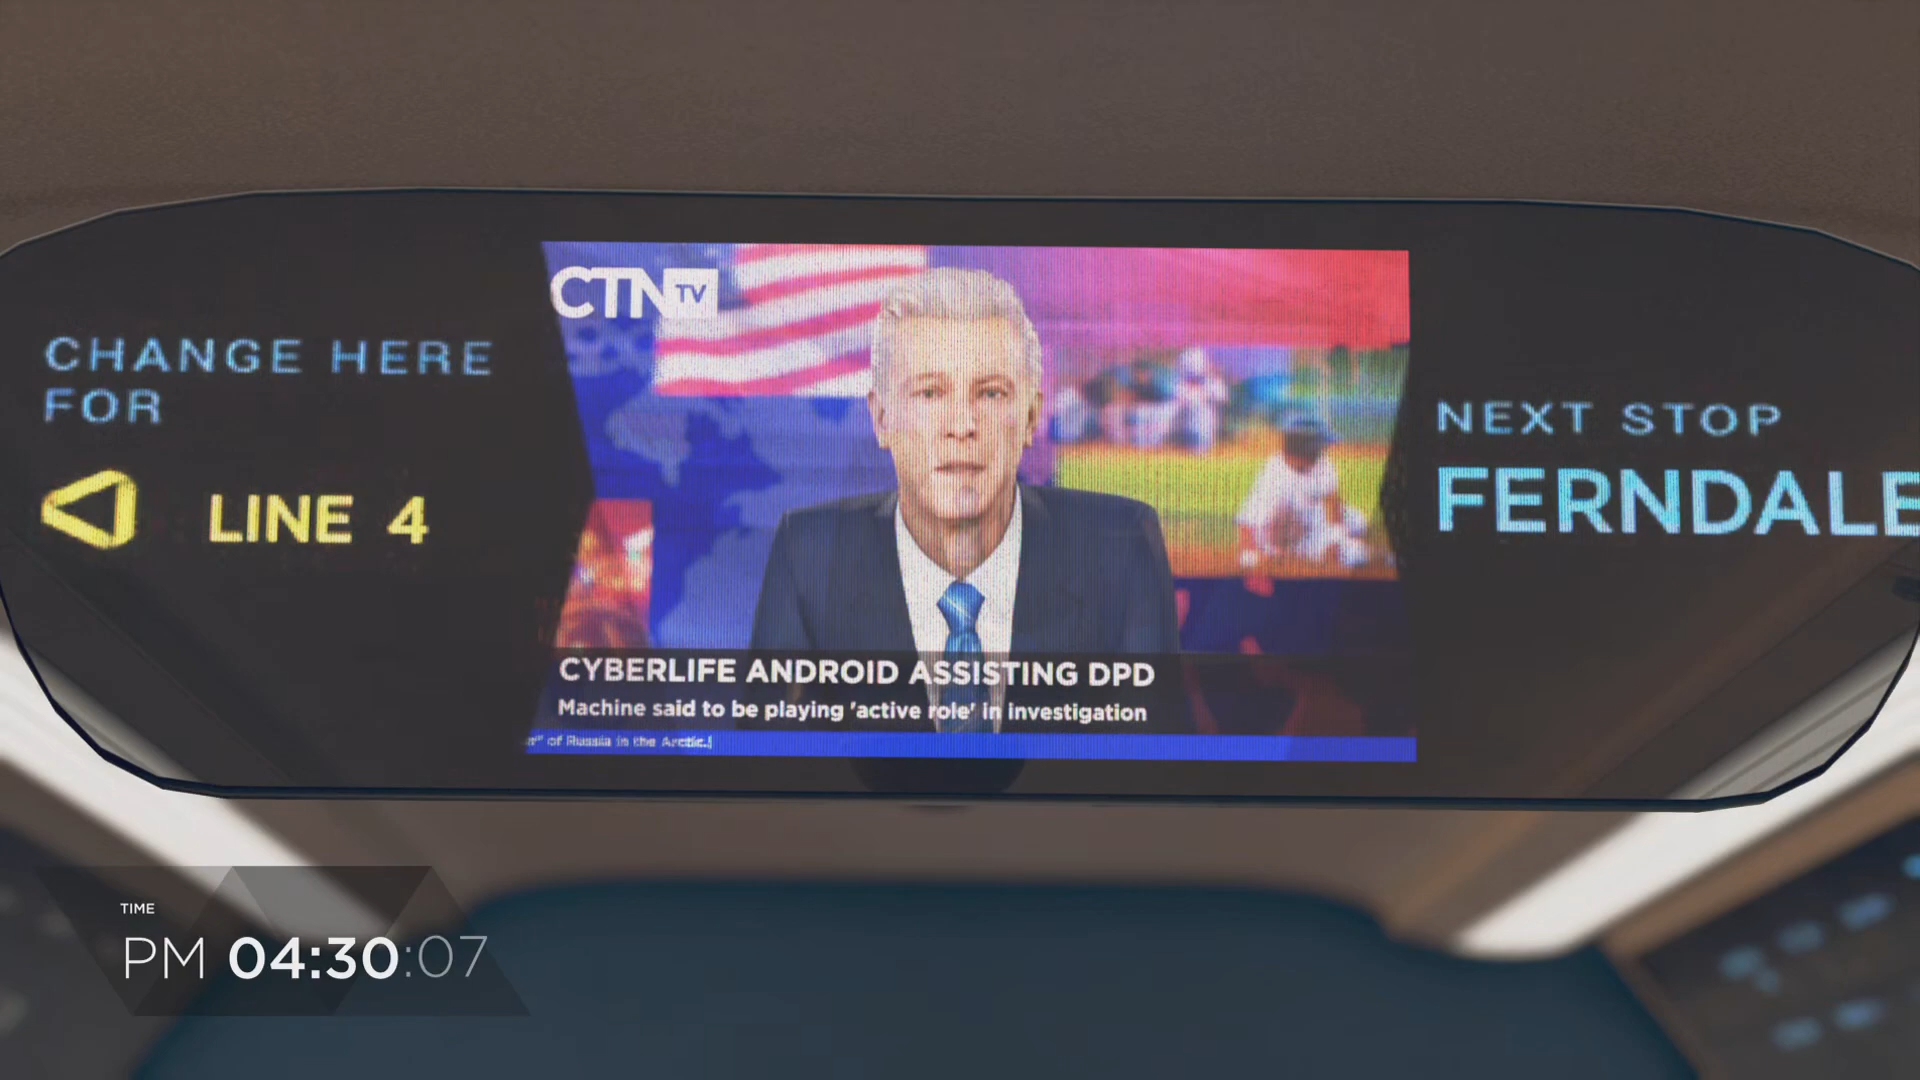 CHANGE HERE
FOR
LINE 4
CTN TV
CYBERLIFE ANDROID ASSISTING DPD
Machine said to be playing 'active role' in investigation
of Russia in the Arctic.
NEXT STOP
FERNDALE
TIME
PM 04:30:07